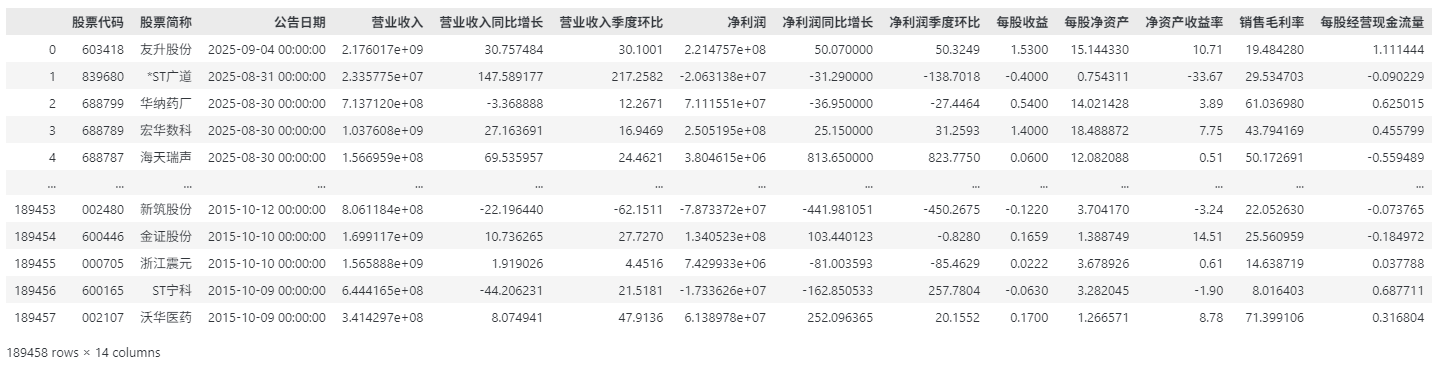 股票代码 股票简称 公告日期 营业收入 营业收入同比增长 营业收入季度环比 净利润 净利润同比增长 净利润季度环比 每股收益 每股净资产 净资产收益率 销售毛利率 每股经营现金流量
0 603418 友升股份 2025-09-04 00:00:00 2.176017e+09 30.757484 30.1001 2.214757e+08 50.070000 50.3249 1.5300 15.144330 10.71 19.484280 1.111444
1 839680 *ST广道 2025-08-31 00:00:00 2.335775e+07 147.589177 217.2582 -2.063138e+07 -31.290000 -138.7018 -0.4000 0.754311 -33.67 29.534703 -0.090229
2 688799 华纳药厂 2025-08-30 00:00:00 7.137120e+08 -3.368888 12.2671 7.111551e+07 -36.950000 -27.4464 0.5400 14.021428 3.89 61.036980 0.625015
3 688789 宏华数科 2025-08-30 00:00:00 1.037608e+09 27.163691 16.9469 2.505195e+08 25.150000 31.2593 1.4000 18.488872 7.75 43.794169 0.455799
4 688787 海天瑞声 2025-08-30 00:00:00 1.566959e+08 69.535957 24.4621 3.804615e+06 813.650000 823.7750 0.0600 12.082088 0.51 50.172691 -0.559489
... ... ... ... ... ... ... ... ... ... ... ... ... ... ...
189453 002480 新筑股份 2015-10-12 00:00:00 8.061184e+08 -22.196440 -62.1511 -7.873372e+07 -441.981051 -450.2675 -0.1220 3.704170 -3.24 22.052630 -0.073765
189454 600446 金证股份 2015-10-10 00:00:00 1.699117e+09 10.736265 27.7270 1.340523e+08 103.440123 -0.8280 0.1659 1.388749 14.51 25.560959 -0.184972
189455 000705 浙江震元 2015-10-10 00:00:00 1.565888e+09 1.919026 4.4516 7.429933e+06 -81.003593 -85.4629 0.0222 3.678926 0.61 14.638719 0.037788
189456 600165 ST宁科 2015-10-09 00:00:00 6.444165e+08 -44.206231 21.5181 -1.733626e+07 -162.850533 257.7804 -0.0630 3.282045 -1.90 8.016403 0.687711
189457 002107 沃华医药 2015-10-09 00:00:00 3.414297e+08 8.074941 47.9136 6.138978e+07 252.096365 20.1552 0.1700 1.266571 8.78 71.399106 0.316804
189458 rows × 14 columns